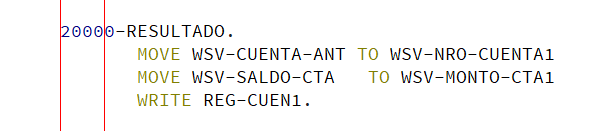 20000-RESULTADO.
MOVE WSV-CUENTA-ANT TO WSV-NRO-CUENTA1
MOVE WSV-SALDO-CTA TO WSV-MONTO-CTA1
WRITE REG-CUEN1.